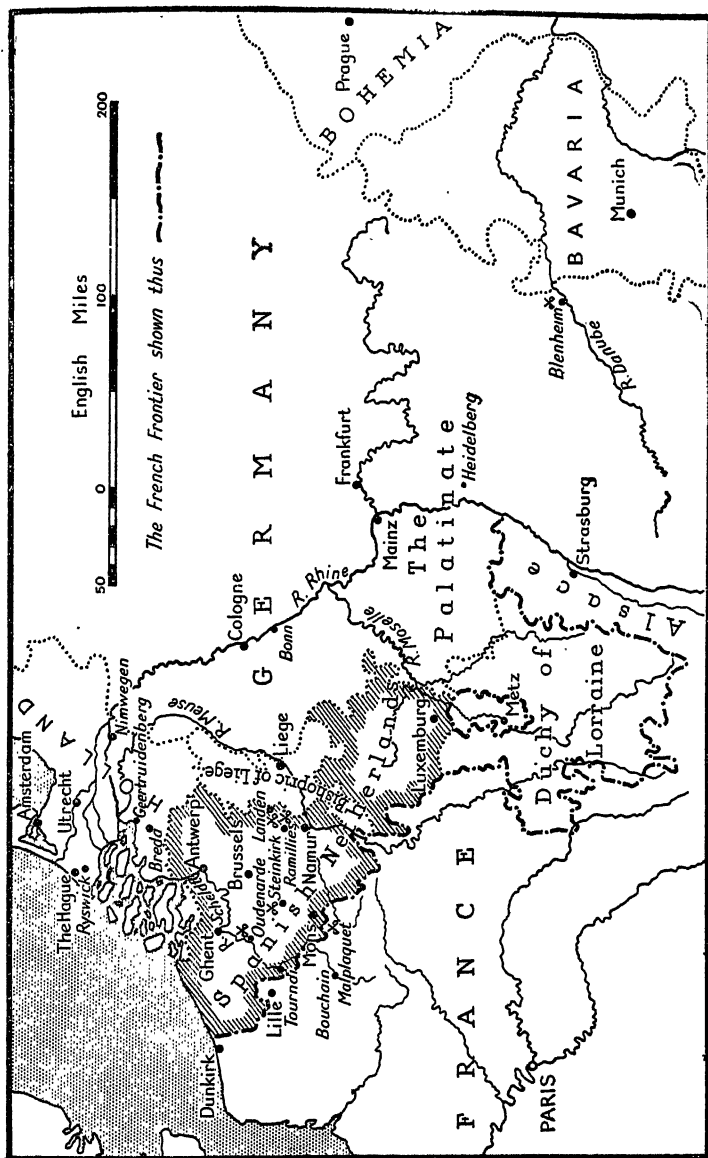 English Miles
50 0 100 200
The French Frontier shown thus
HOLLAND
Amsterdam
Utrecht
The Hague
Ryswick
Nimwegen
Geertruidenberg
Breda
Antwerp
R. Scheldt
Ghent
Dunkirk
Brussels
Oudenarde
Landen
Steinkirk
Ramillies
Namur
Mons
Malplaquet
Bouchain
Tournai
Lille
Spanish Netherlands
Bishopric of Liege
Liege
R. Meuse
Luxemburg
R. Moselle
Cologne
Bonn
R. Rhine
GERMANY
Frankfurt
Mainz
The
Palatinate
Heidelberg
BOHEMIA
Prague
BAVARIA
Munich
Blenheim
R. Danube
Strasburg
Alsace
Metz
Duchy of
Lorraine
FRANCE
PARIS